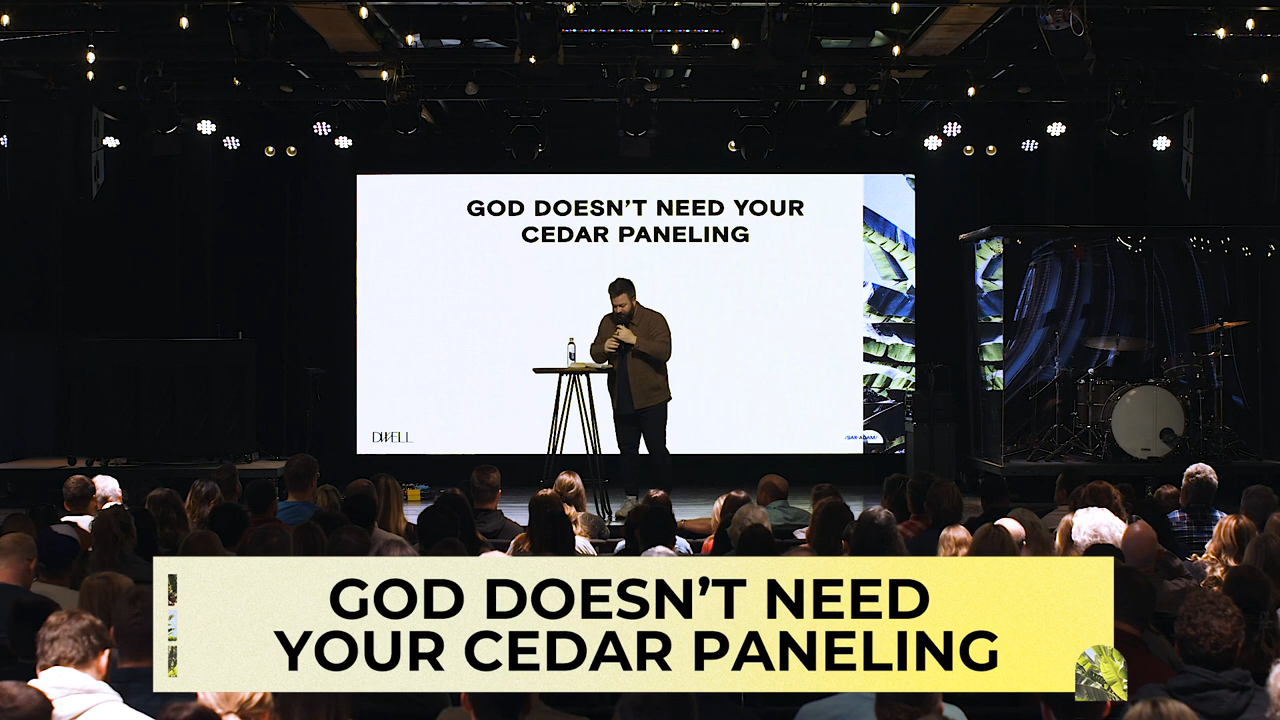 GOD DOESN’T NEED YOUR
CEDAR PANELING
DWELL
GOD DOESN’T NEED
YOUR CEDAR PANELING